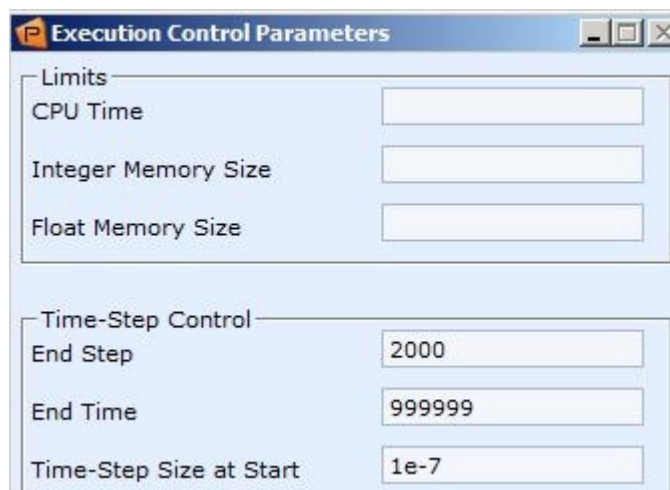 Execution Control Parameters
Limits
CPU Time
Integer Memory Size
Float Memory Size
Time-Step Control
End Step 2000
End Time 999999
Time-Step Size at Start 1e-7